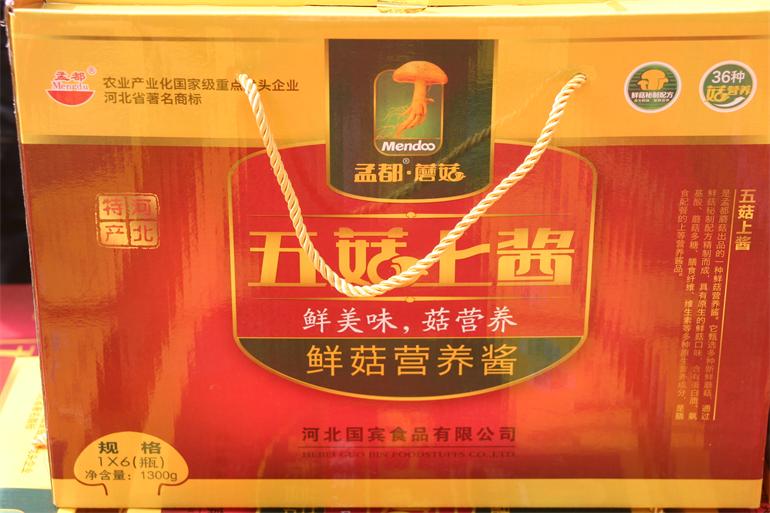 孟都®
Mengdu
农业产业化国家级重点龙头企业
河北省著名商标
Mendoo
孟都®·蘑菇
鲜菇秘制配方
36种
菇营养
河北
特产
五菇上酱
鲜美味，菇营养
鲜菇营养酱
五菇上酱
是孟都蘑菇出品的一种鲜菇营养酱。它甄选多种新鲜蘑菇，通过
鲜菇秘制配方精制而成，具有原生的鲜菇口味，含有蛋白质、氨
基酸、蘑菇多糖、膳食纤维、维生素等多种原生营养成分，是膳
食配餐的上等营养酱品。
河北国宾食品有限公司
HEBEI GUO BIN FOODSTUFFS CO.,LTD.
规格
1X6(瓶)
净含量：1300g